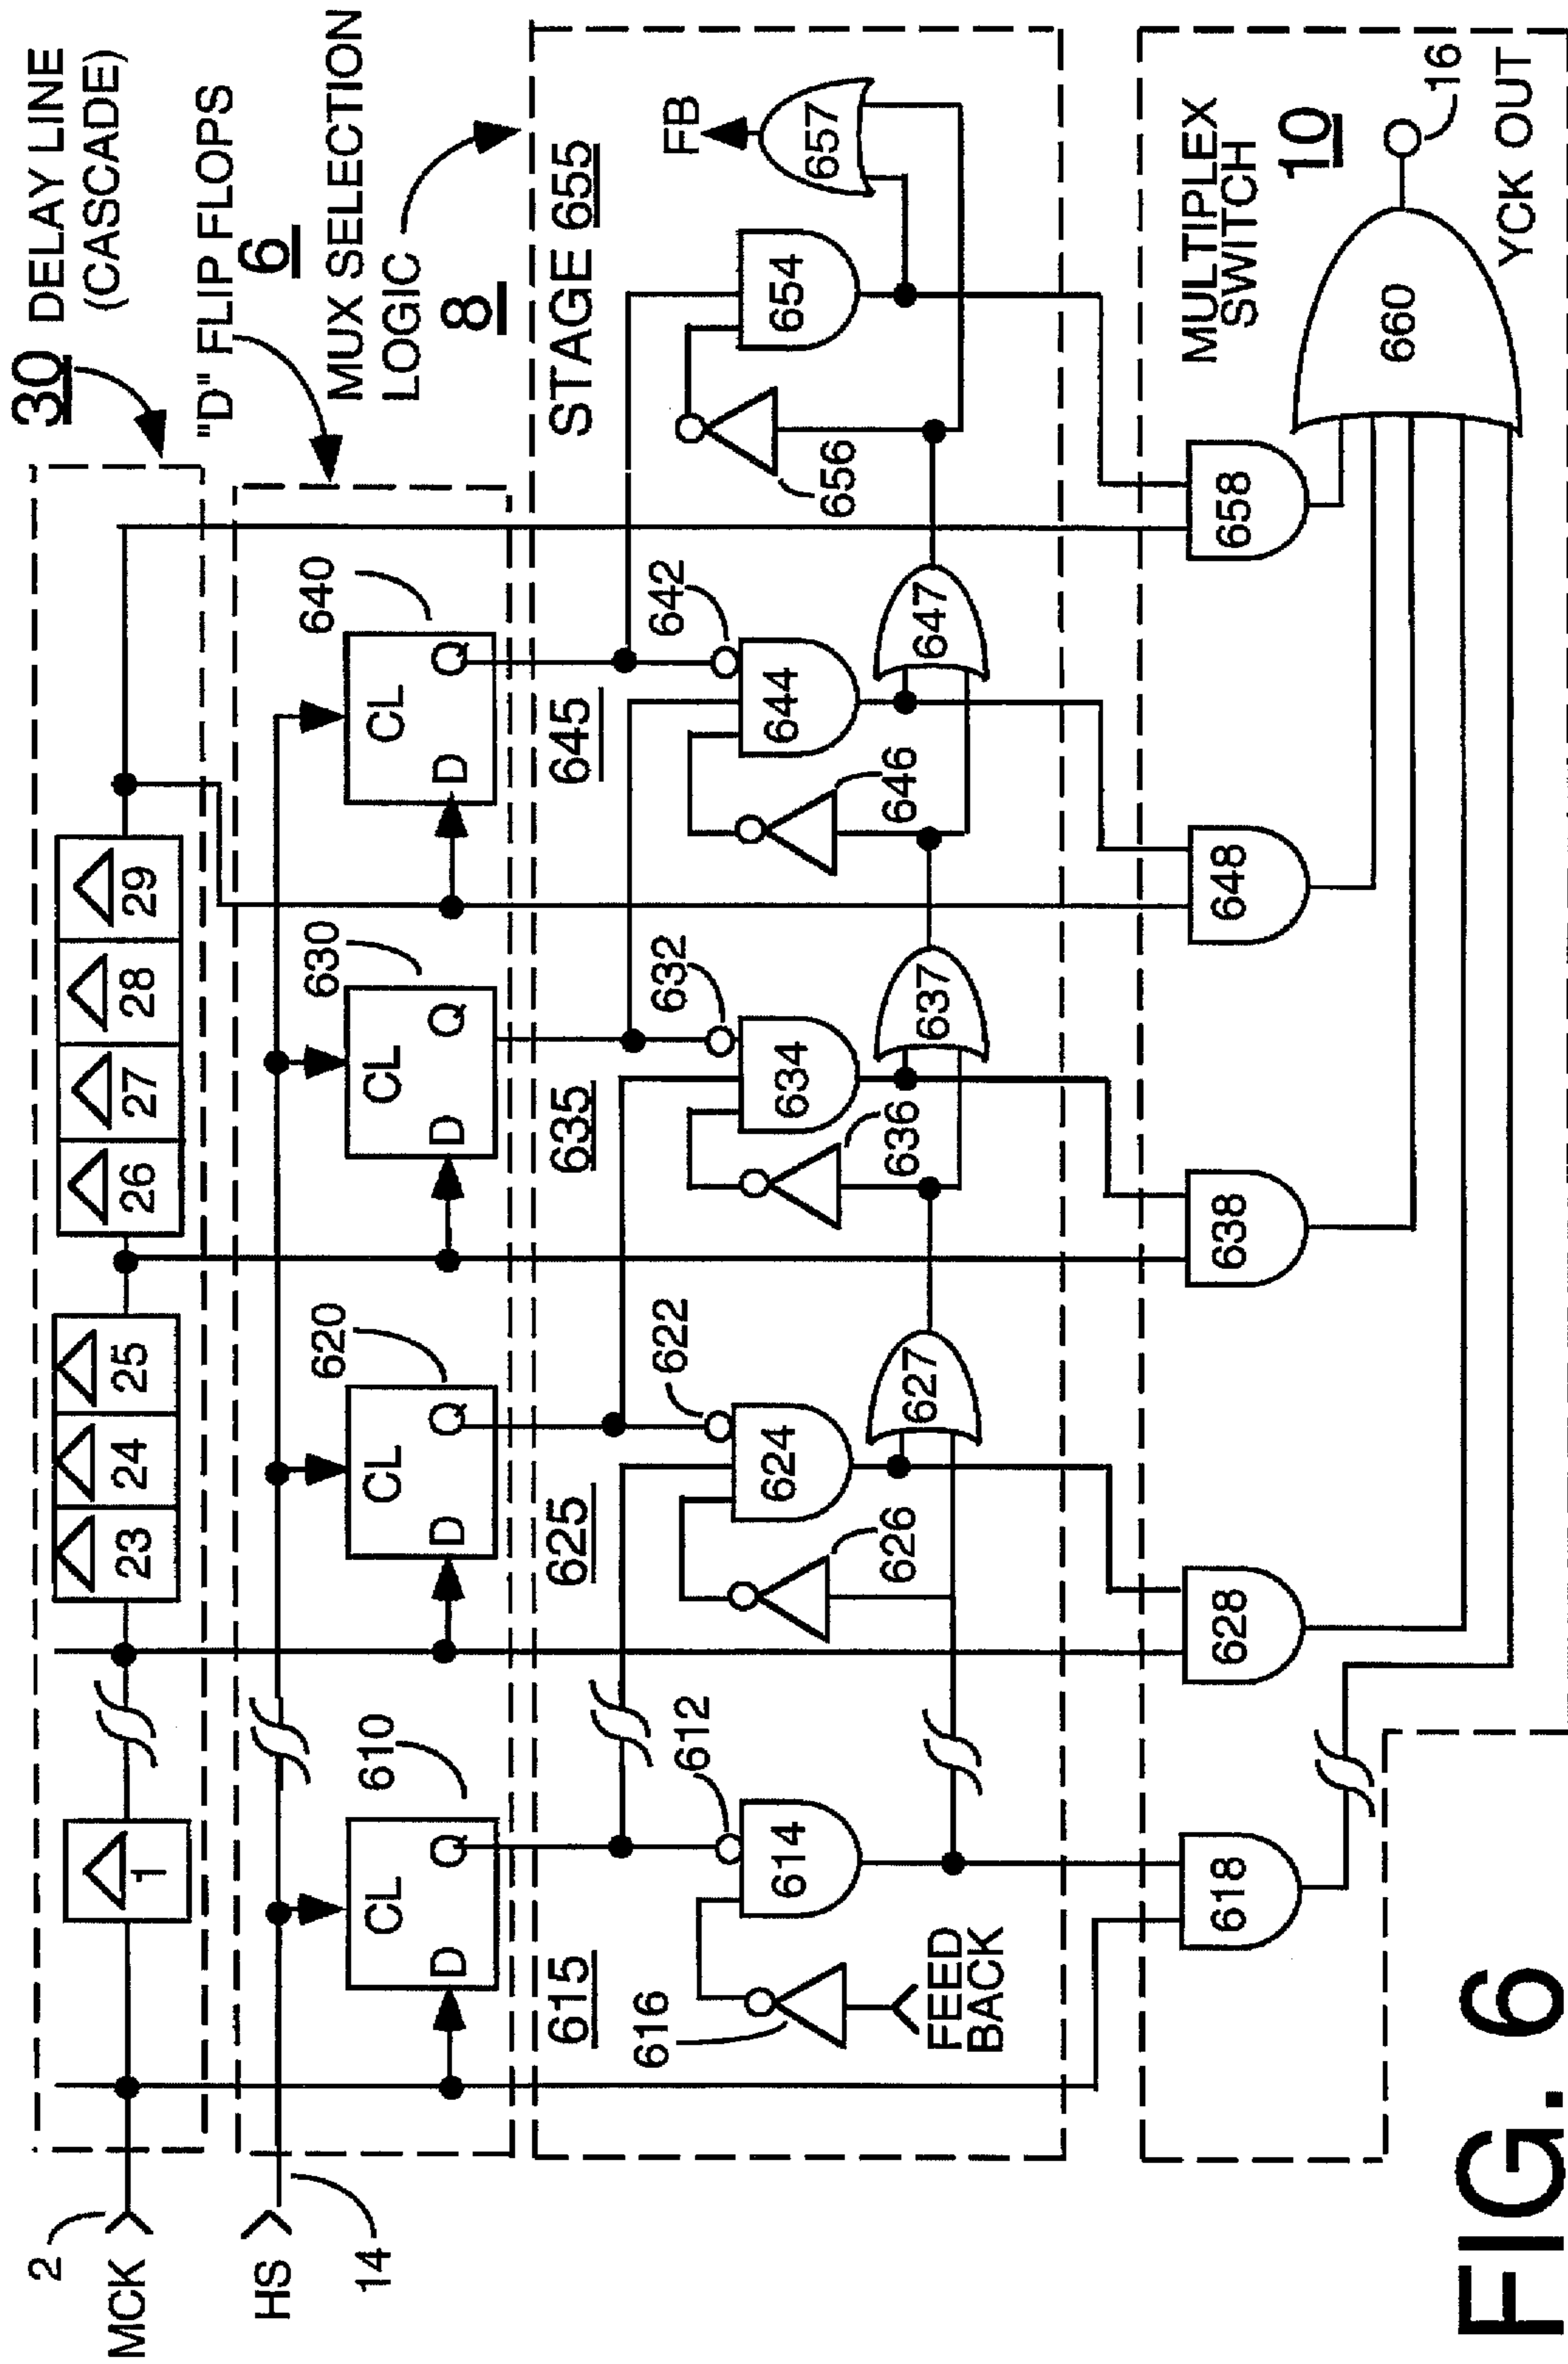 30 DELAY LINE
(CASCADE)
"D" FLIP FLOPS
6
MUX SELECTION
LOGIC
8
2
MCK
1
23
24
25
26
27
28
29
HS
14
CL
D
Q
610
CL
D
Q
620
CL
D
Q
630
CL
D
Q
640
615
625
635
645
STAGE 655
616
FEED
BACK
612
614
622
624
626
627
632
634
636
637
642
644
646
647
656
654
657
FB
618
628
638
648
658
MULTIPLEX
SWITCH
10
660
16
YCK OUT
FIG. 6